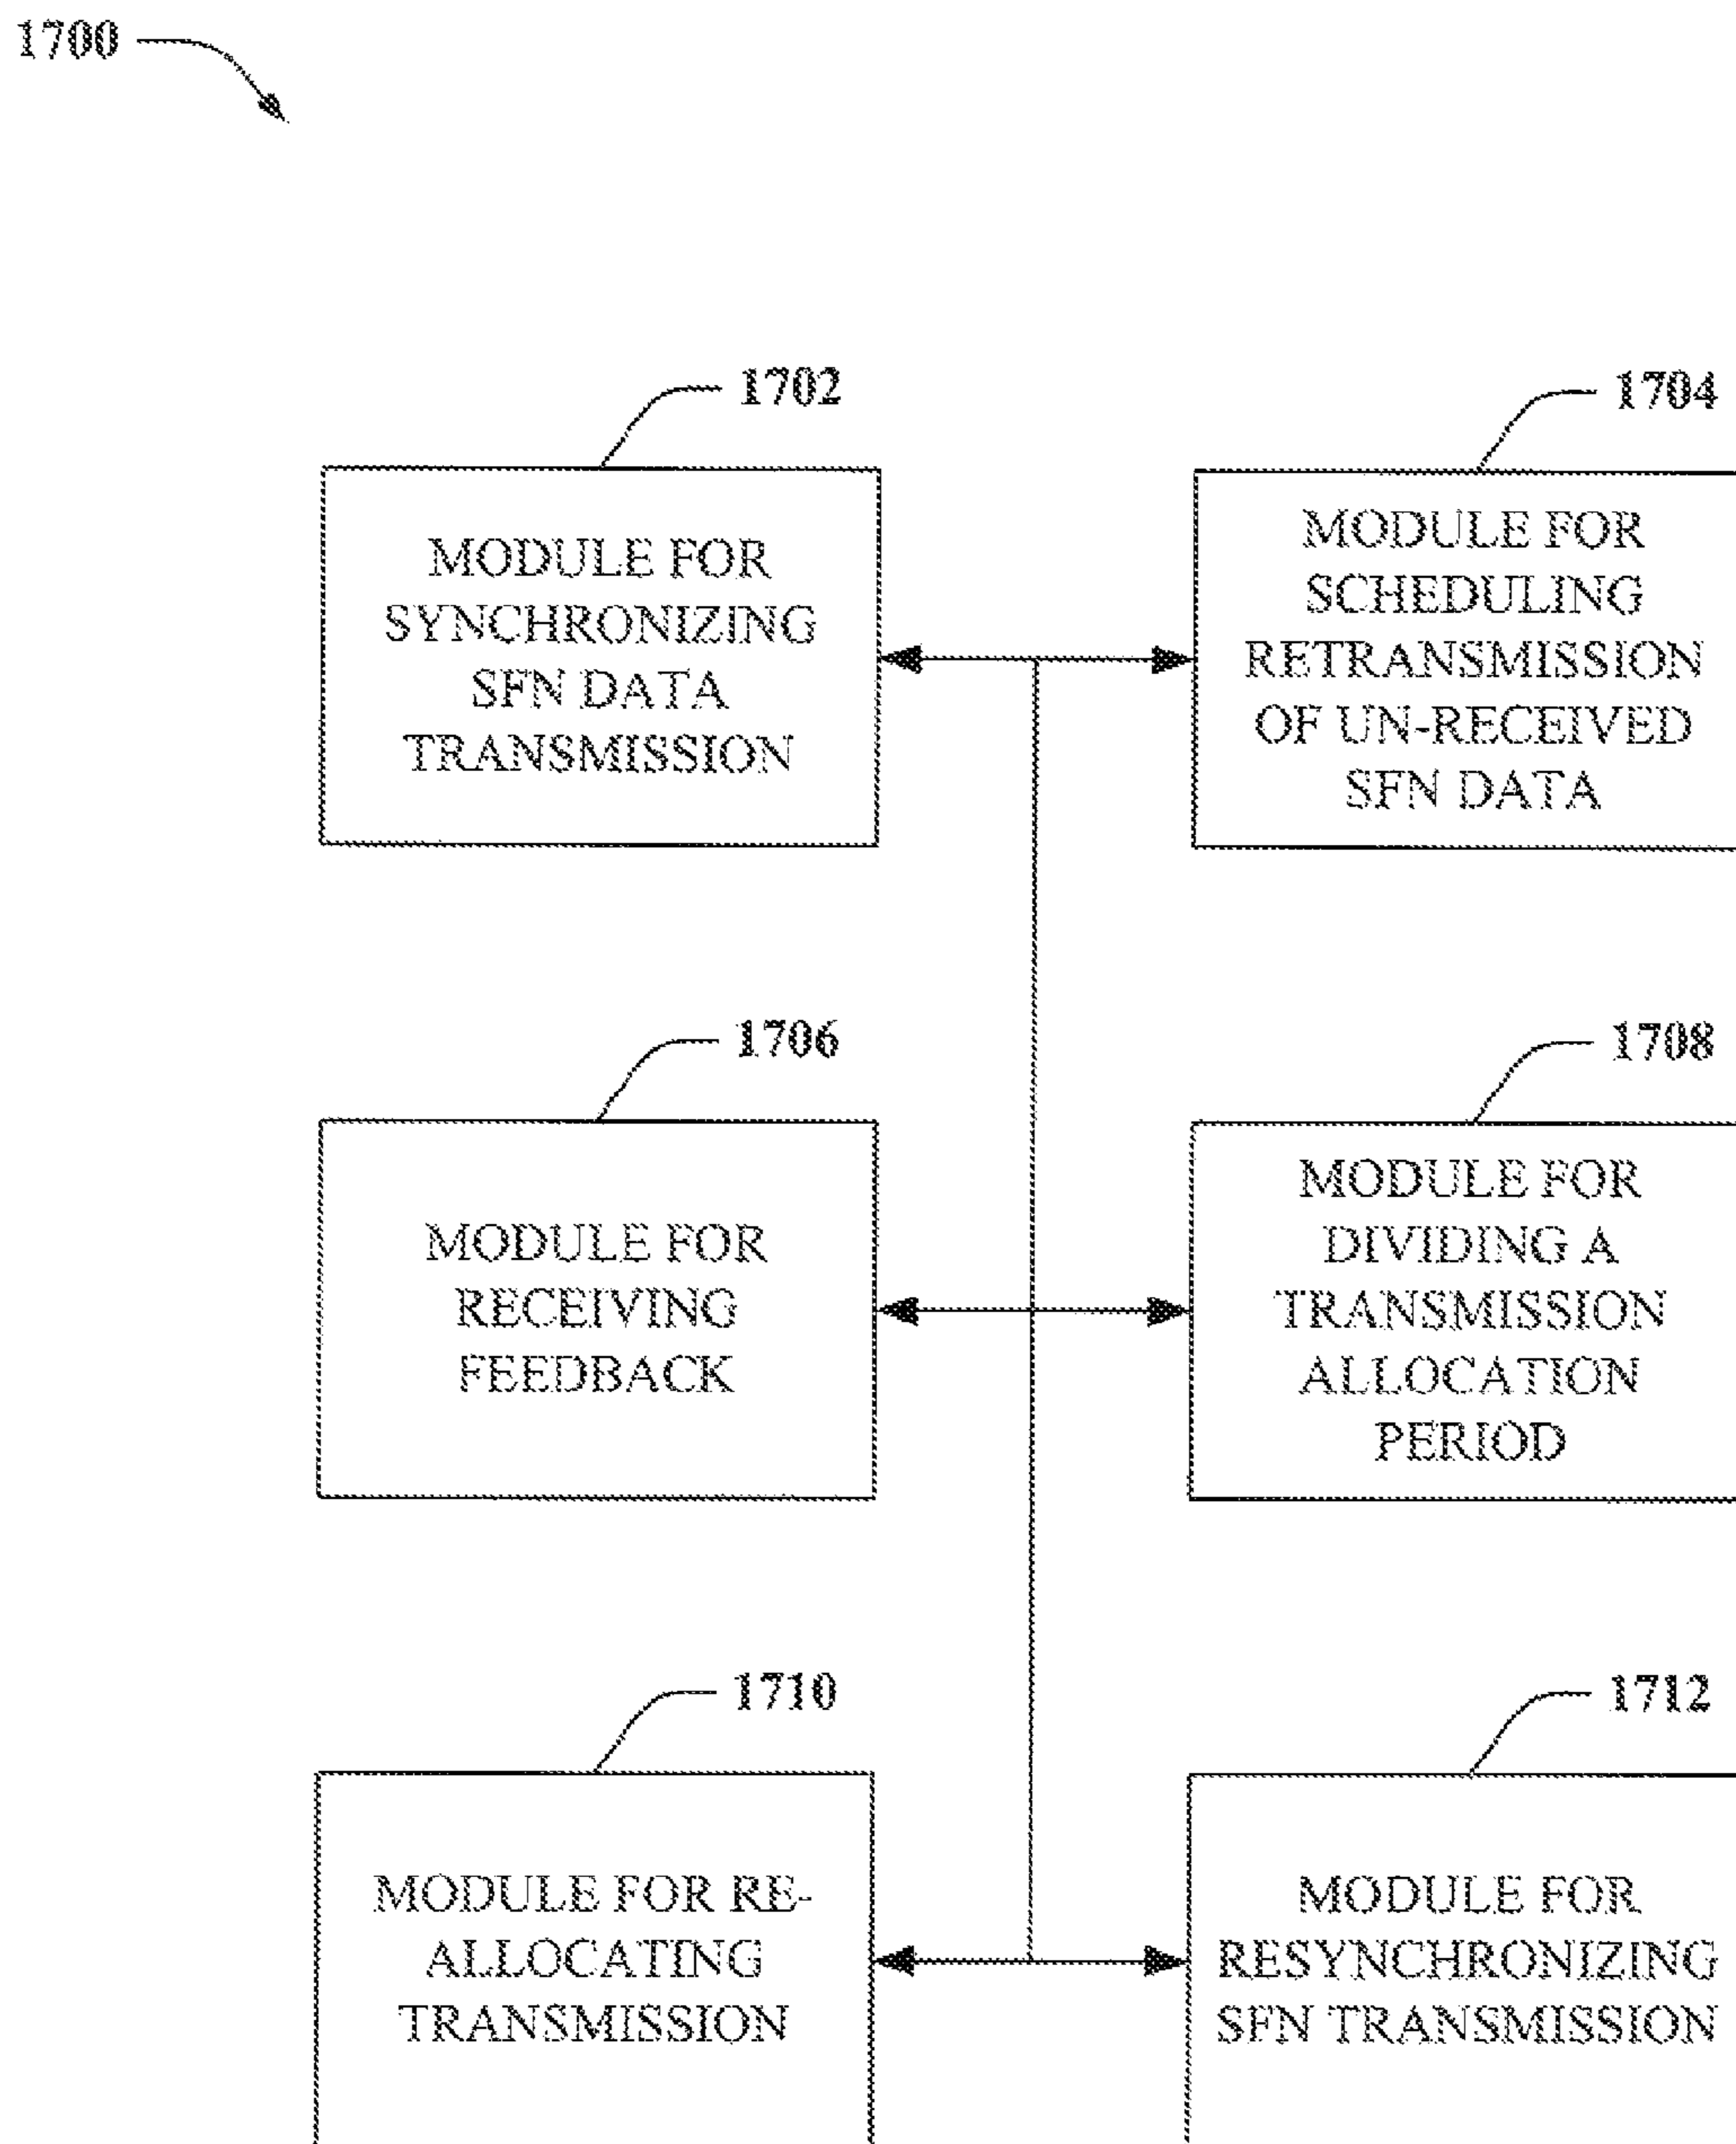 1700
1702
MODULE FOR
SYNCHRONIZING
SFN DATA
TRANSMISSION
1704
MODULE FOR
SCHEDULING
RETRANSMISSION
OF UN-RECEIVED
SFN DATA
1706
MODULE FOR
RECEIVING
FEEDBACK
1708
MODULE FOR
DIVIDING A
TRANSMISSION
ALLOCATION
PERIOD
1710
MODULE FOR RE-
ALLOCATING
TRANSMISSION
1712
MODULE FOR
RESYNCHRONIZING
SFN TRANSMISSION